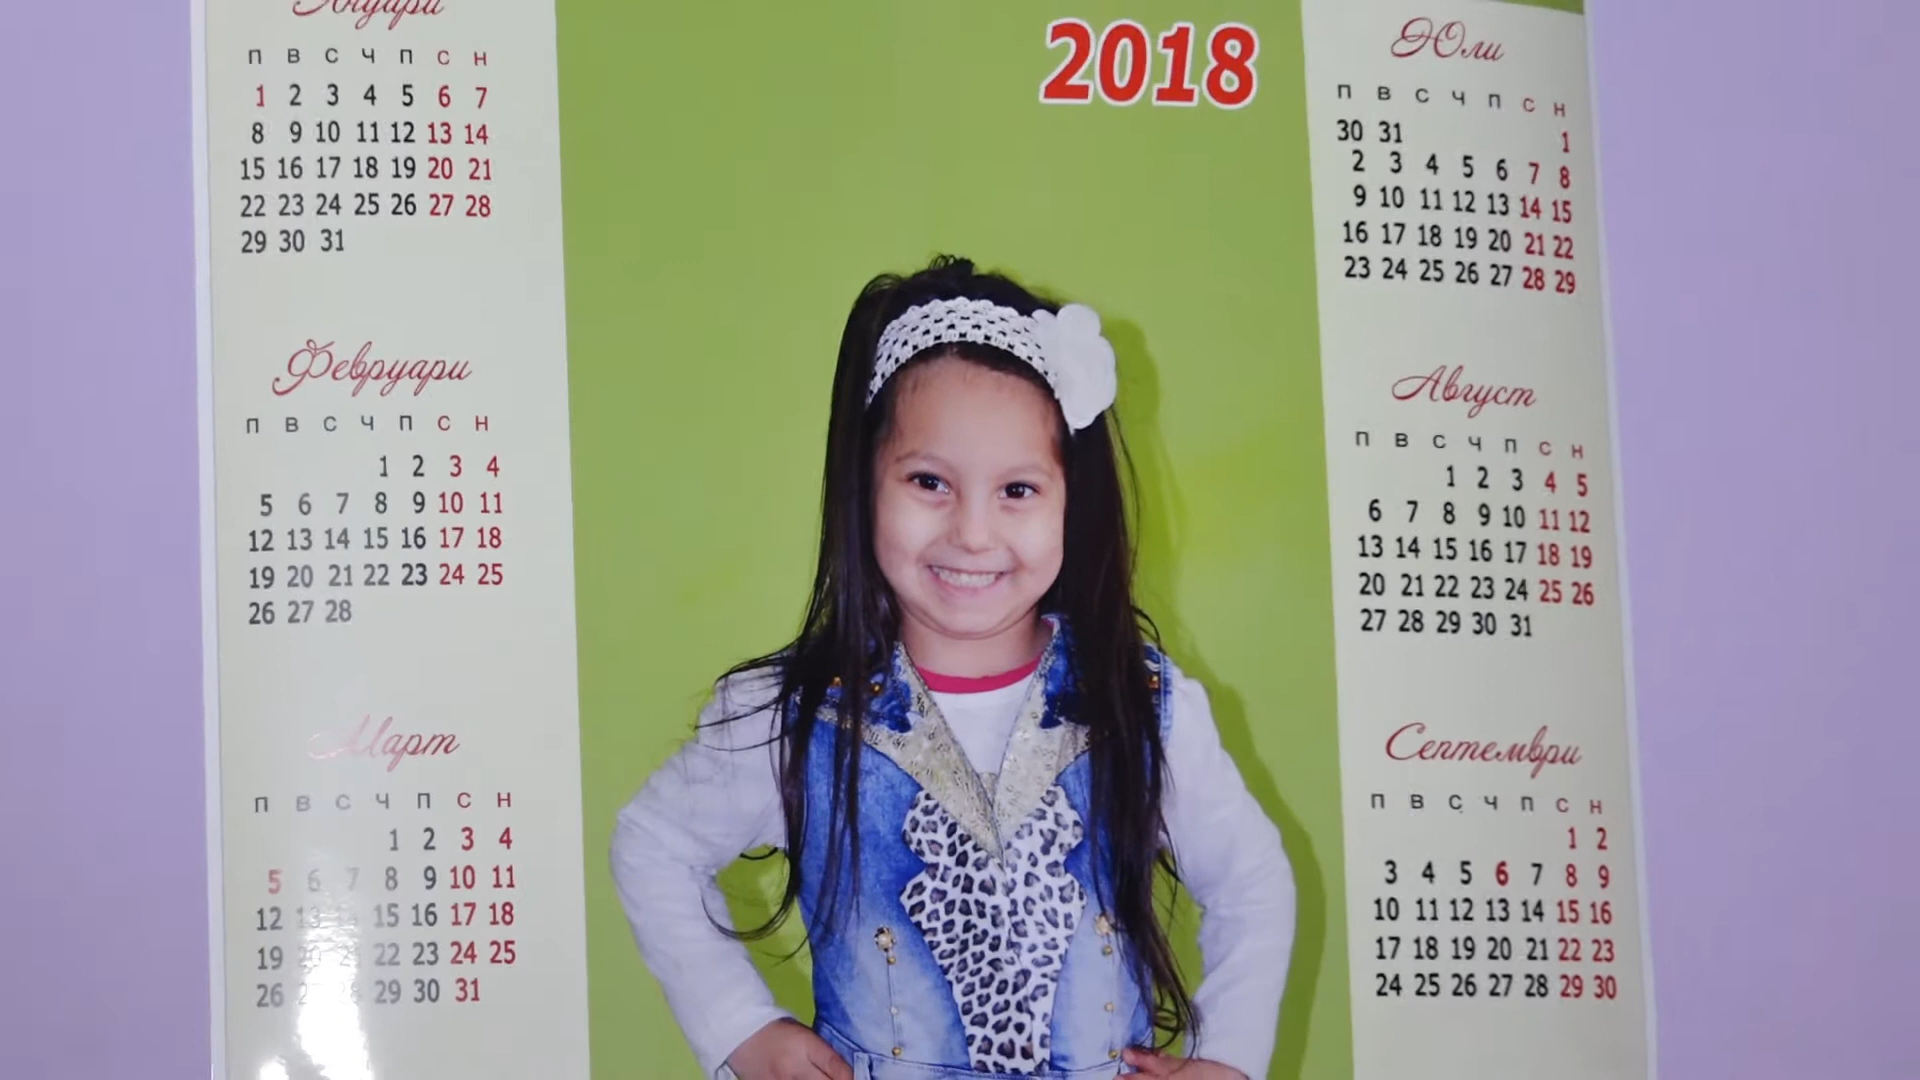 Януари
П В С Ч П С Н
1 2 3 4 5 6 7
8 9 10 11 12 13 14
15 16 17 18 19 20 21
22 23 24 25 26 27 28
29 30 31
Февруари
П В С Ч П С Н
1 2 3 4
5 6 7 8 9 10 11
12 13 14 15 16 17 18
19 20 21 22 23 24 25
26 27 28
Март
П В С Ч П С Н
1 2 3 4
5 6 7 8 9 10 11
12 13 15 16 17 18
19 20 22 23 24 25
26 28 29 30 31
2018
Юли
П В С Ч П С Н
30 31 1
2 3 4 5 6 7 8
9 10 11 12 13 14 15
16 17 18 19 20 21 22
23 24 25 26 27 28 29
Август
П В С Ч П С Н
1 2 3 4 5
6 7 8 9 10 11 12
13 14 15 16 17 18 19
20 21 22 23 24 25 26
27 28 29 30 31
Септември
П В С Ч П С Н
1 2
3 4 5 6 7 8 9
10 11 12 13 14 15 16
17 18 19 20 21 22 23
24 25 26 27 28 29 30